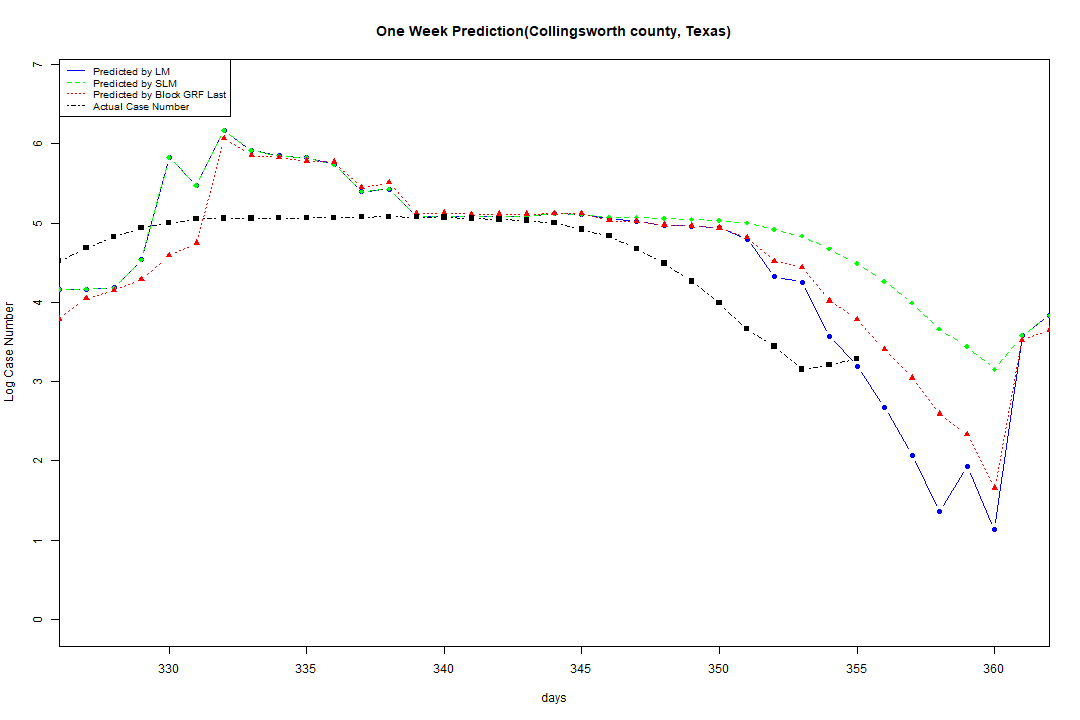 One Week Prediction(Collingsworth county, Texas)
Predicted by LM
Predicted by SLM
Predicted by Block GRF Last
Actual Case Number
Log Case Number
7
6
5
4
3
2
1
0
330 335 340 345 350 355 360
days